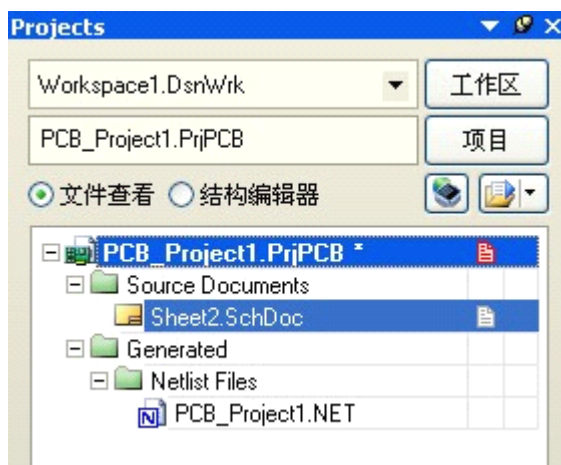 Projects
Workspace1.DsnWrk 工作区
PCB_Project1.PrjPCB 项目
文件查看 结构编辑器
PCB_Project1.PrjPCB *
Source Documents
Sheet2.SchDoc
Generated
Netlist Files
PCB_Project1.NET